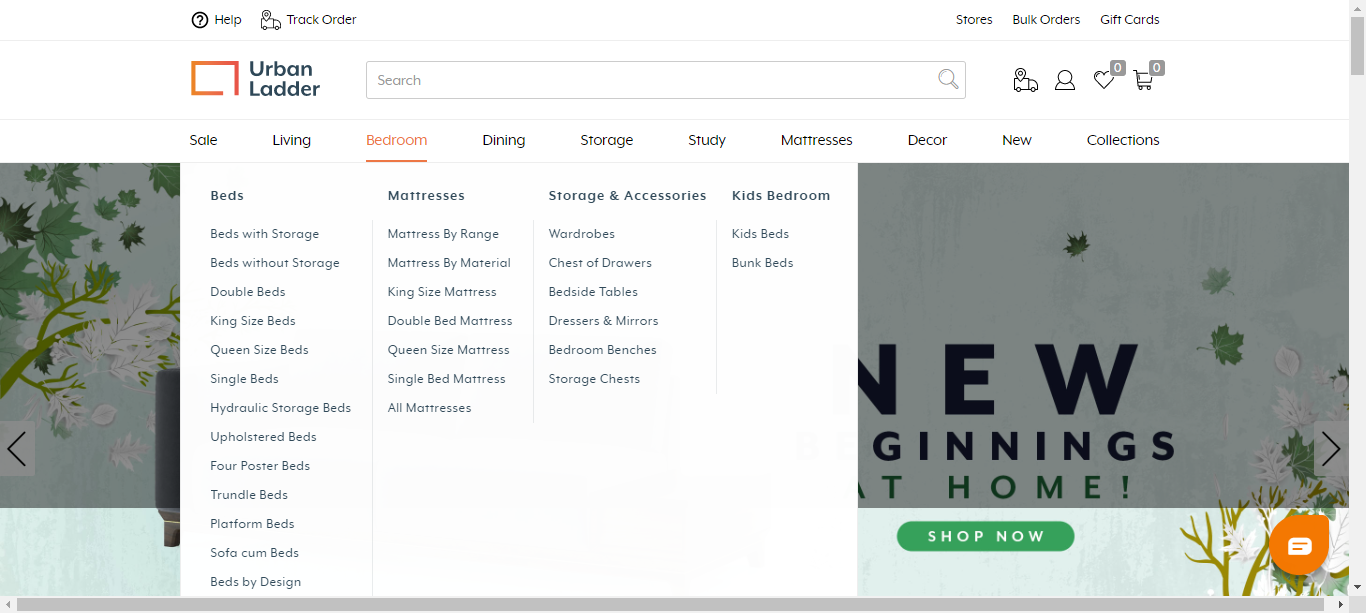 Help Track Order Stores Bulk Orders Gift Cards
Urban
Ladder
Search
0 0
Sale Living Bedroom Dining Storage Study Mattresses Decor New Collections
Beds
Beds with Storage
Beds without Storage
Double Beds
King Size Beds
Queen Size Beds
Single Beds
Hydraulic Storage Beds
Upholstered Beds
Four Poster Beds
Trundle Beds
Platform Beds
Sofa cum Beds
Beds by Design
Mattresses
Mattress By Range
Mattress By Material
King Size Mattress
Double Bed Mattress
Queen Size Mattress
Single Bed Mattress
All Mattresses
Storage & Accessories
Wardrobes
Chest of Drawers
Bedside Tables
Dressers & Mirrors
Bedroom Benches
Storage Chests
Kids Bedroom
Kids Beds
Bunk Beds
NEW
BEGINNINGS
AT HOME!
SHOP NOW